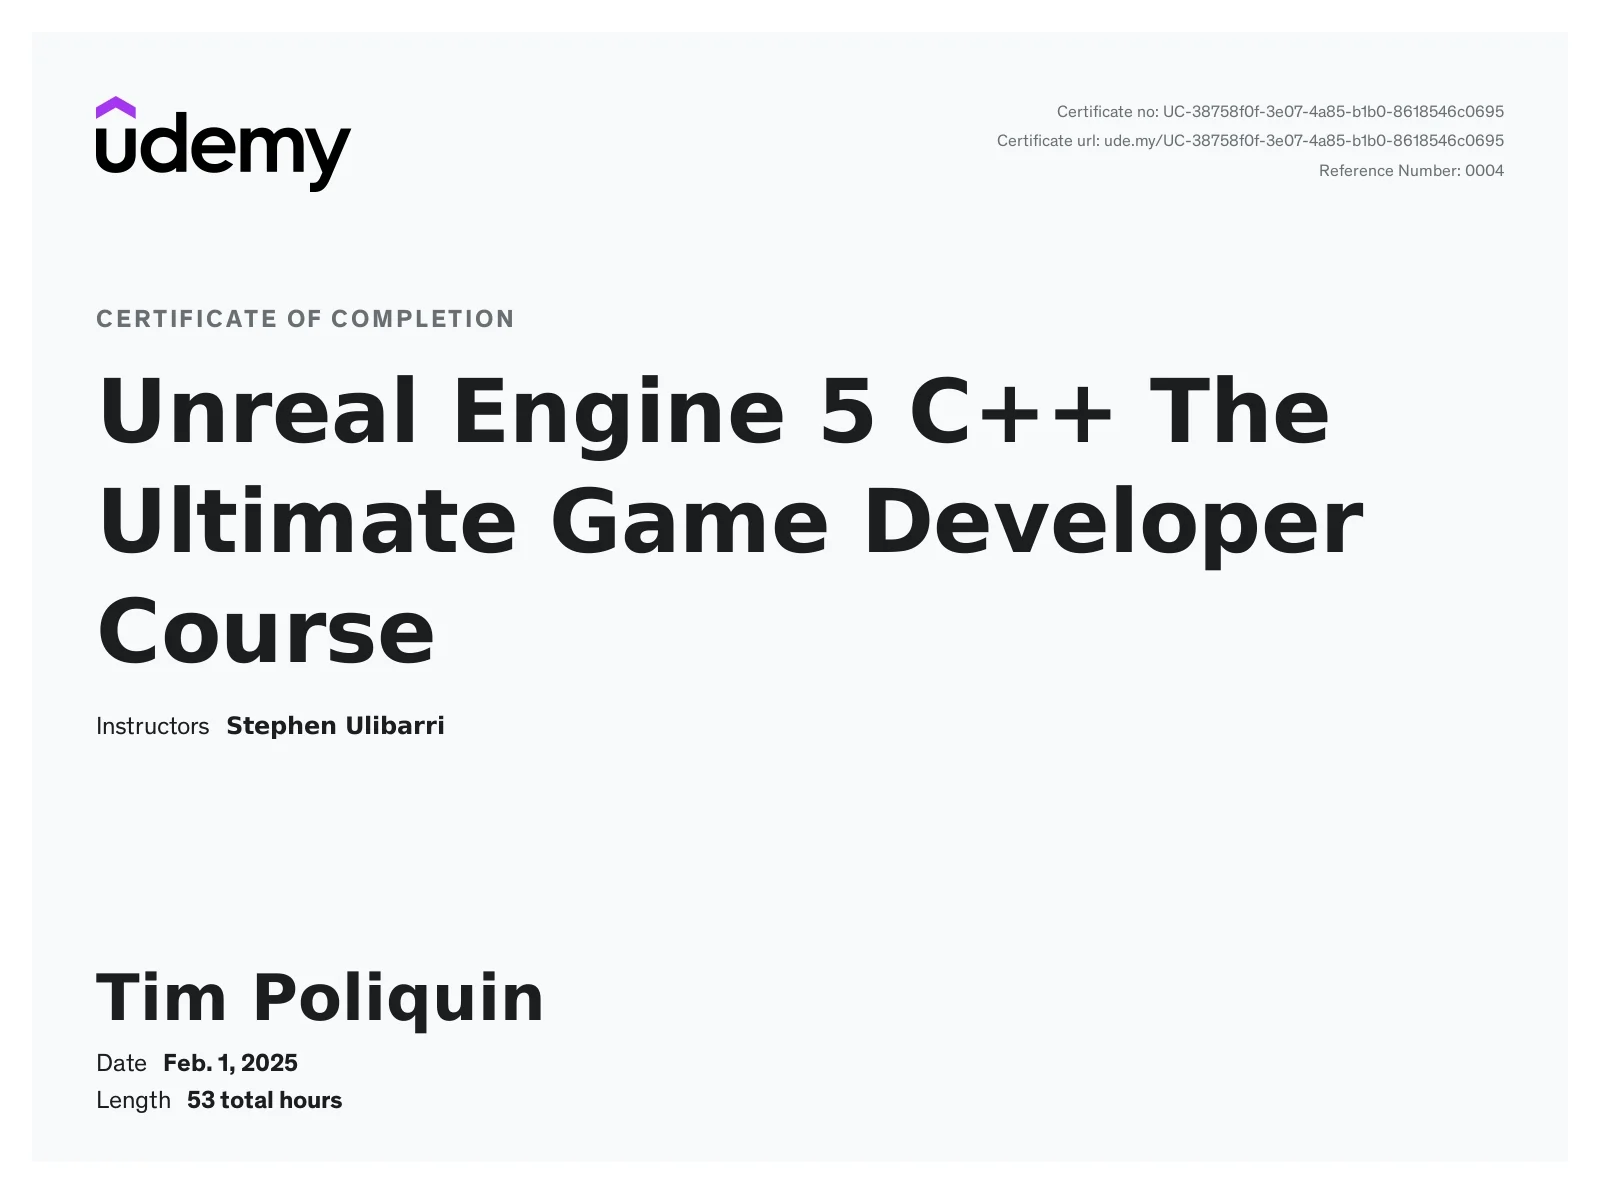 udemy
Certificate no: UC-38758f0f-3e07-4a85-b1b0-8618546c0695
Certificate url: ude.my/UC-38758f0f-3e07-4a85-b1b0-8618546c0695
Reference Number: 0004
CERTIFICATE OF COMPLETION
Unreal Engine 5 C++ The
Ultimate Game Developer
Course
Instructors Stephen Ulibarri
Tim Poliquin
Date Feb. 1, 2025
Length 53 total hours